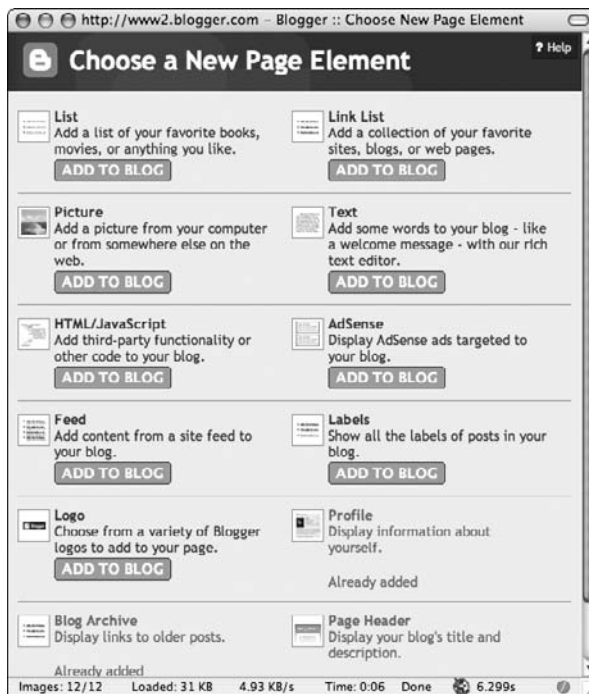 http://www2.blogger.com – Blogger :: Choose New Page Element
Choose a New Page Element
? Help
List
Add a list of your favorite books,
movies, or anything you like.
ADD TO BLOG
Link List
Add a collection of your favorite
sites, blogs, or web pages.
ADD TO BLOG
Picture
Add a picture from your computer
or from somewhere else on the
web.
ADD TO BLOG
Text
Add some words to your blog - like
a welcome message - with our rich
text editor.
ADD TO BLOG
HTML/JavaScript
Add third-party functionality or
other code to your blog.
ADD TO BLOG
AdSense
Display AdSense ads targeted to
your blog.
ADD TO BLOG
Feed
Add content from a site feed to
your blog.
ADD TO BLOG
Labels
Show all the labels of posts in your
blog.
ADD TO BLOG
Logo
Choose from a variety of Blogger
logos to add to your page.
ADD TO BLOG
Profile
Display information about
yourself.
Already added
Blog Archive
Display links to older posts.
Already added
Page Header
Display your blog's title and
description.
Images: 12/12 Loaded: 31 KB 4.93 KB/s Time: 0:06 Done 6.299s